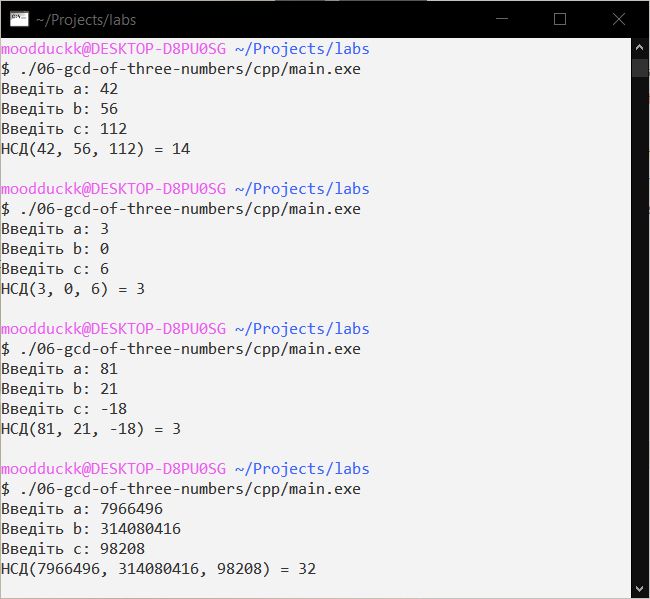 ~/Projects/labs
moodduckk@DESKTOP-D8PU0SG ~/Projects/labs
$ ./06-gcd-of-three-numbers/cpp/main.exe
Введіть a: 42
Введіть b: 56
Введіть c: 112
НСД(42, 56, 112) = 14
moodduckk@DESKTOP-D8PU0SG ~/Projects/labs
$ ./06-gcd-of-three-numbers/cpp/main.exe
Введіть a: 3
Введіть b: 0
Введіть c: 6
НСД(3, 0, 6) = 3
moodduckk@DESKTOP-D8PU0SG ~/Projects/labs
$ ./06-gcd-of-three-numbers/cpp/main.exe
Введіть a: 81
Введіть b: 21
Введіть c: -18
НСД(81, 21, -18) = 3
moodduckk@DESKTOP-D8PU0SG ~/Projects/labs
$ ./06-gcd-of-three-numbers/cpp/main.exe
Введіть a: 7966496
Введіть b: 314080416
Введіть c: 98208
НСД(7966496, 314080416, 98208) = 32